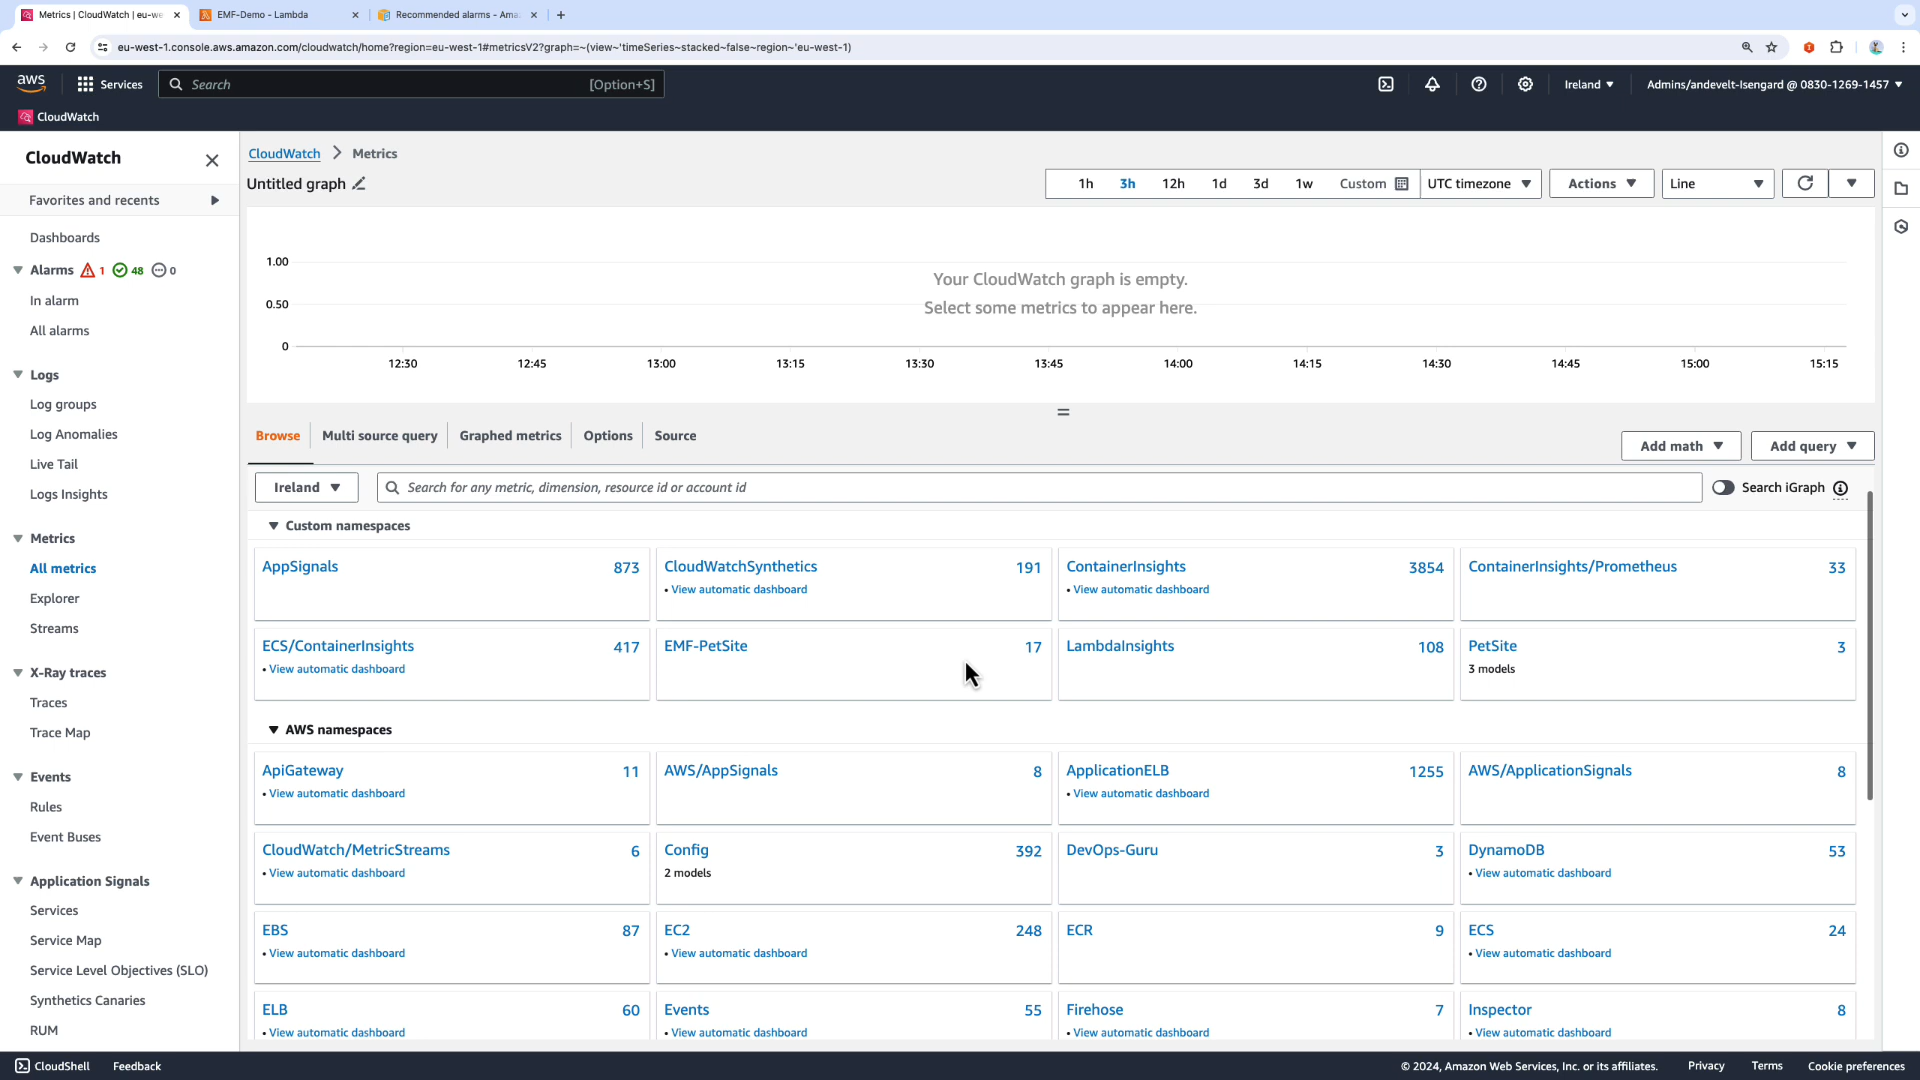 Metrics | CloudWatch | eu-we
EMF-Demo - Lambda
Recommended alarms - Ama
eu-west-1.console.aws.amazon.com/cloudwatch/home?region=eu-west-1#metricsV2?graph=~(view~'timeSeries~stacked~false~region~'eu-west-1)
aws
Services
Search
[Option+S]
Ireland
Admins/andevelt-Isengard @ 0830-1269-1457
CloudWatch
CloudWatch
Favorites and recents
Dashboards
Alarms 1 48 0
In alarm
All alarms
Logs
Log groups
Log Anomalies
Live Tail
Logs Insights
Metrics
All metrics
Explorer
Streams
X-Ray traces
Traces
Trace Map
Events
Rules
Event Buses
Application Signals
Services
Service Map
Service Level Objectives (SLO)
Synthetics Canaries
RUM
CloudWatch > Metrics
Untitled graph
1h 3h 12h 1d 3d 1w Custom UTC timezone
Actions
Line
Your CloudWatch graph is empty.
Select some metrics to appear here.
1.00
0.50
0
12:30 12:45 13:00 13:15 13:30 13:45 14:00 14:15 14:30 14:45 15:00 15:15
Browse Multi source query Graphed metrics Options Source
Add math
Add query
Ireland
Search for any metric, dimension, resource id or account id
Search iGraph
Custom namespaces
AppSignals 873
CloudWatchSynthetics 191
• View automatic dashboard
ContainerInsights 3854
• View automatic dashboard
ContainerInsights/Prometheus 33
ECS/ContainerInsights 417
• View automatic dashboard
EMF-PetSite 17
LambdaInsights 108
PetSite 3
3 models
AWS namespaces
ApiGateway 11
• View automatic dashboard
AWS/AppSignals 8
ApplicationELB 1255
• View automatic dashboard
AWS/ApplicationSignals 8
CloudWatch/MetricStreams 6
• View automatic dashboard
Config 392
2 models
DevOps-Guru 3
DynamoDB 53
• View automatic dashboard
EBS 87
• View automatic dashboard
EC2 248
• View automatic dashboard
ECR 9
ECS 24
• View automatic dashboard
ELB 60
• View automatic dashboard
Events 55
• View automatic dashboard
Firehose 7
• View automatic dashboard
Inspector 8
• View automatic dashboard
CloudShell
Feedback
© 2024, Amazon Web Services, Inc. or its affiliates.
Privacy
Terms
Cookie preferences